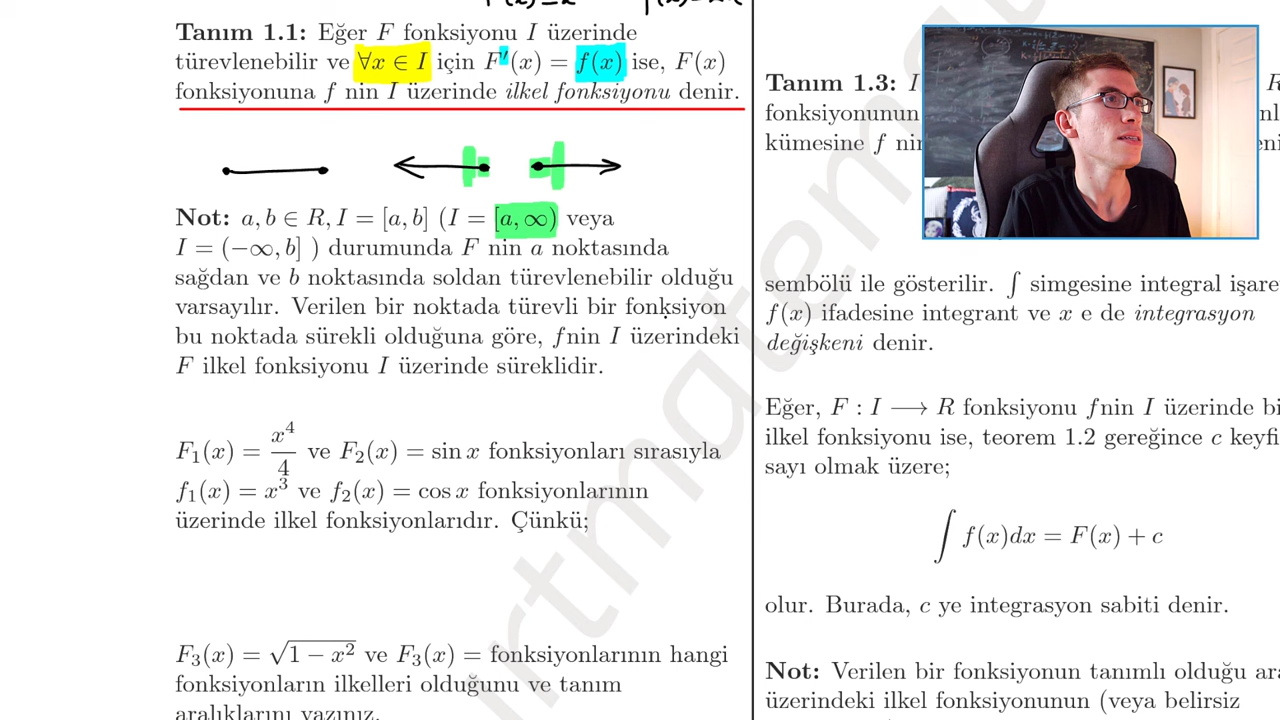 Tanım 1.1: Eğer F fonksiyonu I üzerinde
türevlenebilir ve ∀x ∈ I için F'(x) = f(x) ise, F(x)
fonksiyonuna f nin I üzerinde ilkel fonksiyonu denir.
Not: a, b ∈ R, I = [a, b] (I = [a, ∞) veya
I = (−∞, b] ) durumunda F nin a noktasında
sağdan ve b noktasında soldan türevlenebilir olduğu
varsayılır. Verilen bir noktada türevli bir fonksiyon
bu noktada sürekli olduğuna göre, fnin I üzerindeki
F ilkel fonksiyonu I üzerinde süreklidir.
F₁(x) = x⁴/4 ve F₂(x) = sin x fonksiyonları sırasıyla
f₁(x) = x³ ve f₂(x) = cos x fonksiyonlarının
üzerinde ilkel fonksiyonlarıdır. Çünkü;
F₃(x) = √(1 − x²) ve F₃(x) = fonksiyonlarının hangi
fonksiyonların ilkelleri olduğunu ve tanım
aralıklarını yazınız.
Tanım 1.3: I
fonksiyonunun
kümesine f nin
sembölü ile gösterilir. ∫ simgesine integral işare
f(x) ifadesine integrant ve x e de integrasyon
değişkeni denir.
Eğer, F : I ⟶ R fonksiyonu fnin I üzerinde bi
ilkel fonksiyonu ise, teorem 1.2 gereğince c keyfi
sayı olmak üzere;
∫ f(x)dx = F(x) + c
olur. Burada, c ye integrasyon sabiti denir.
Not: Verilen bir fonksiyonun tanımlı olduğu ara
üzerindeki ilkel fonksiyonunun (veya belirsiz